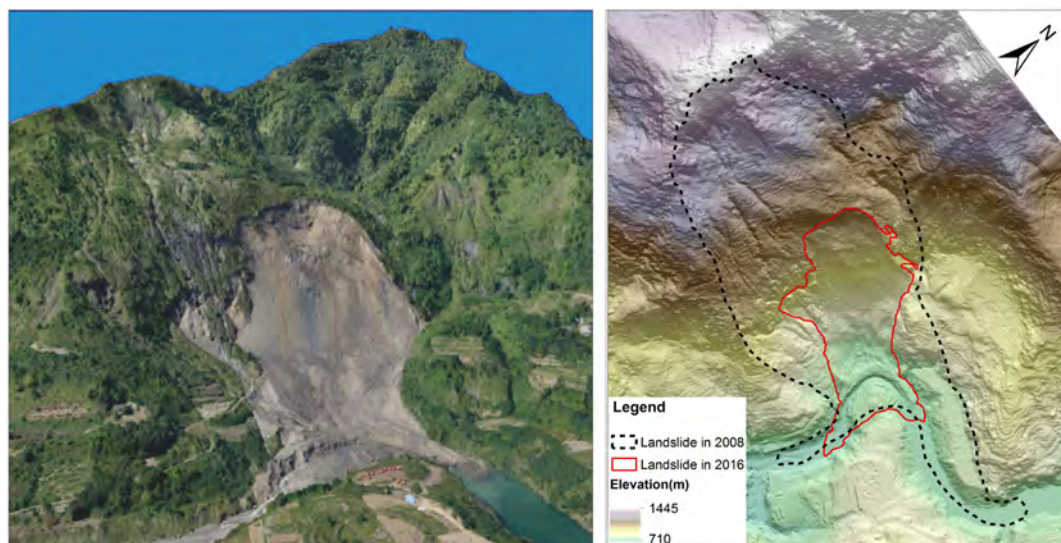 N
Legend
Landslide in 2008
Landslide in 2016
Elevation(m)
1445
710